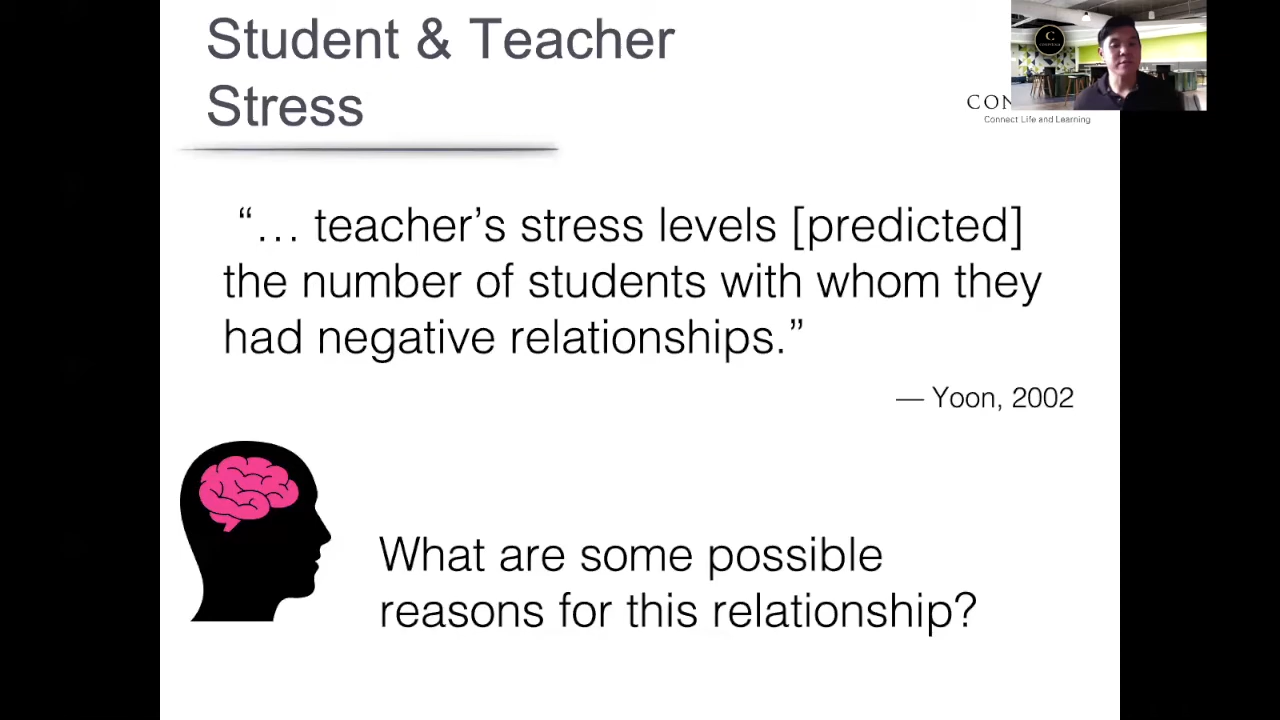 Student & Teacher
Stress
Connect Life and Learning
“… teacher’s stress levels [predicted]
the number of students with whom they
had negative relationships.”
— Yoon, 2002
What are some possible
reasons for this relationship?